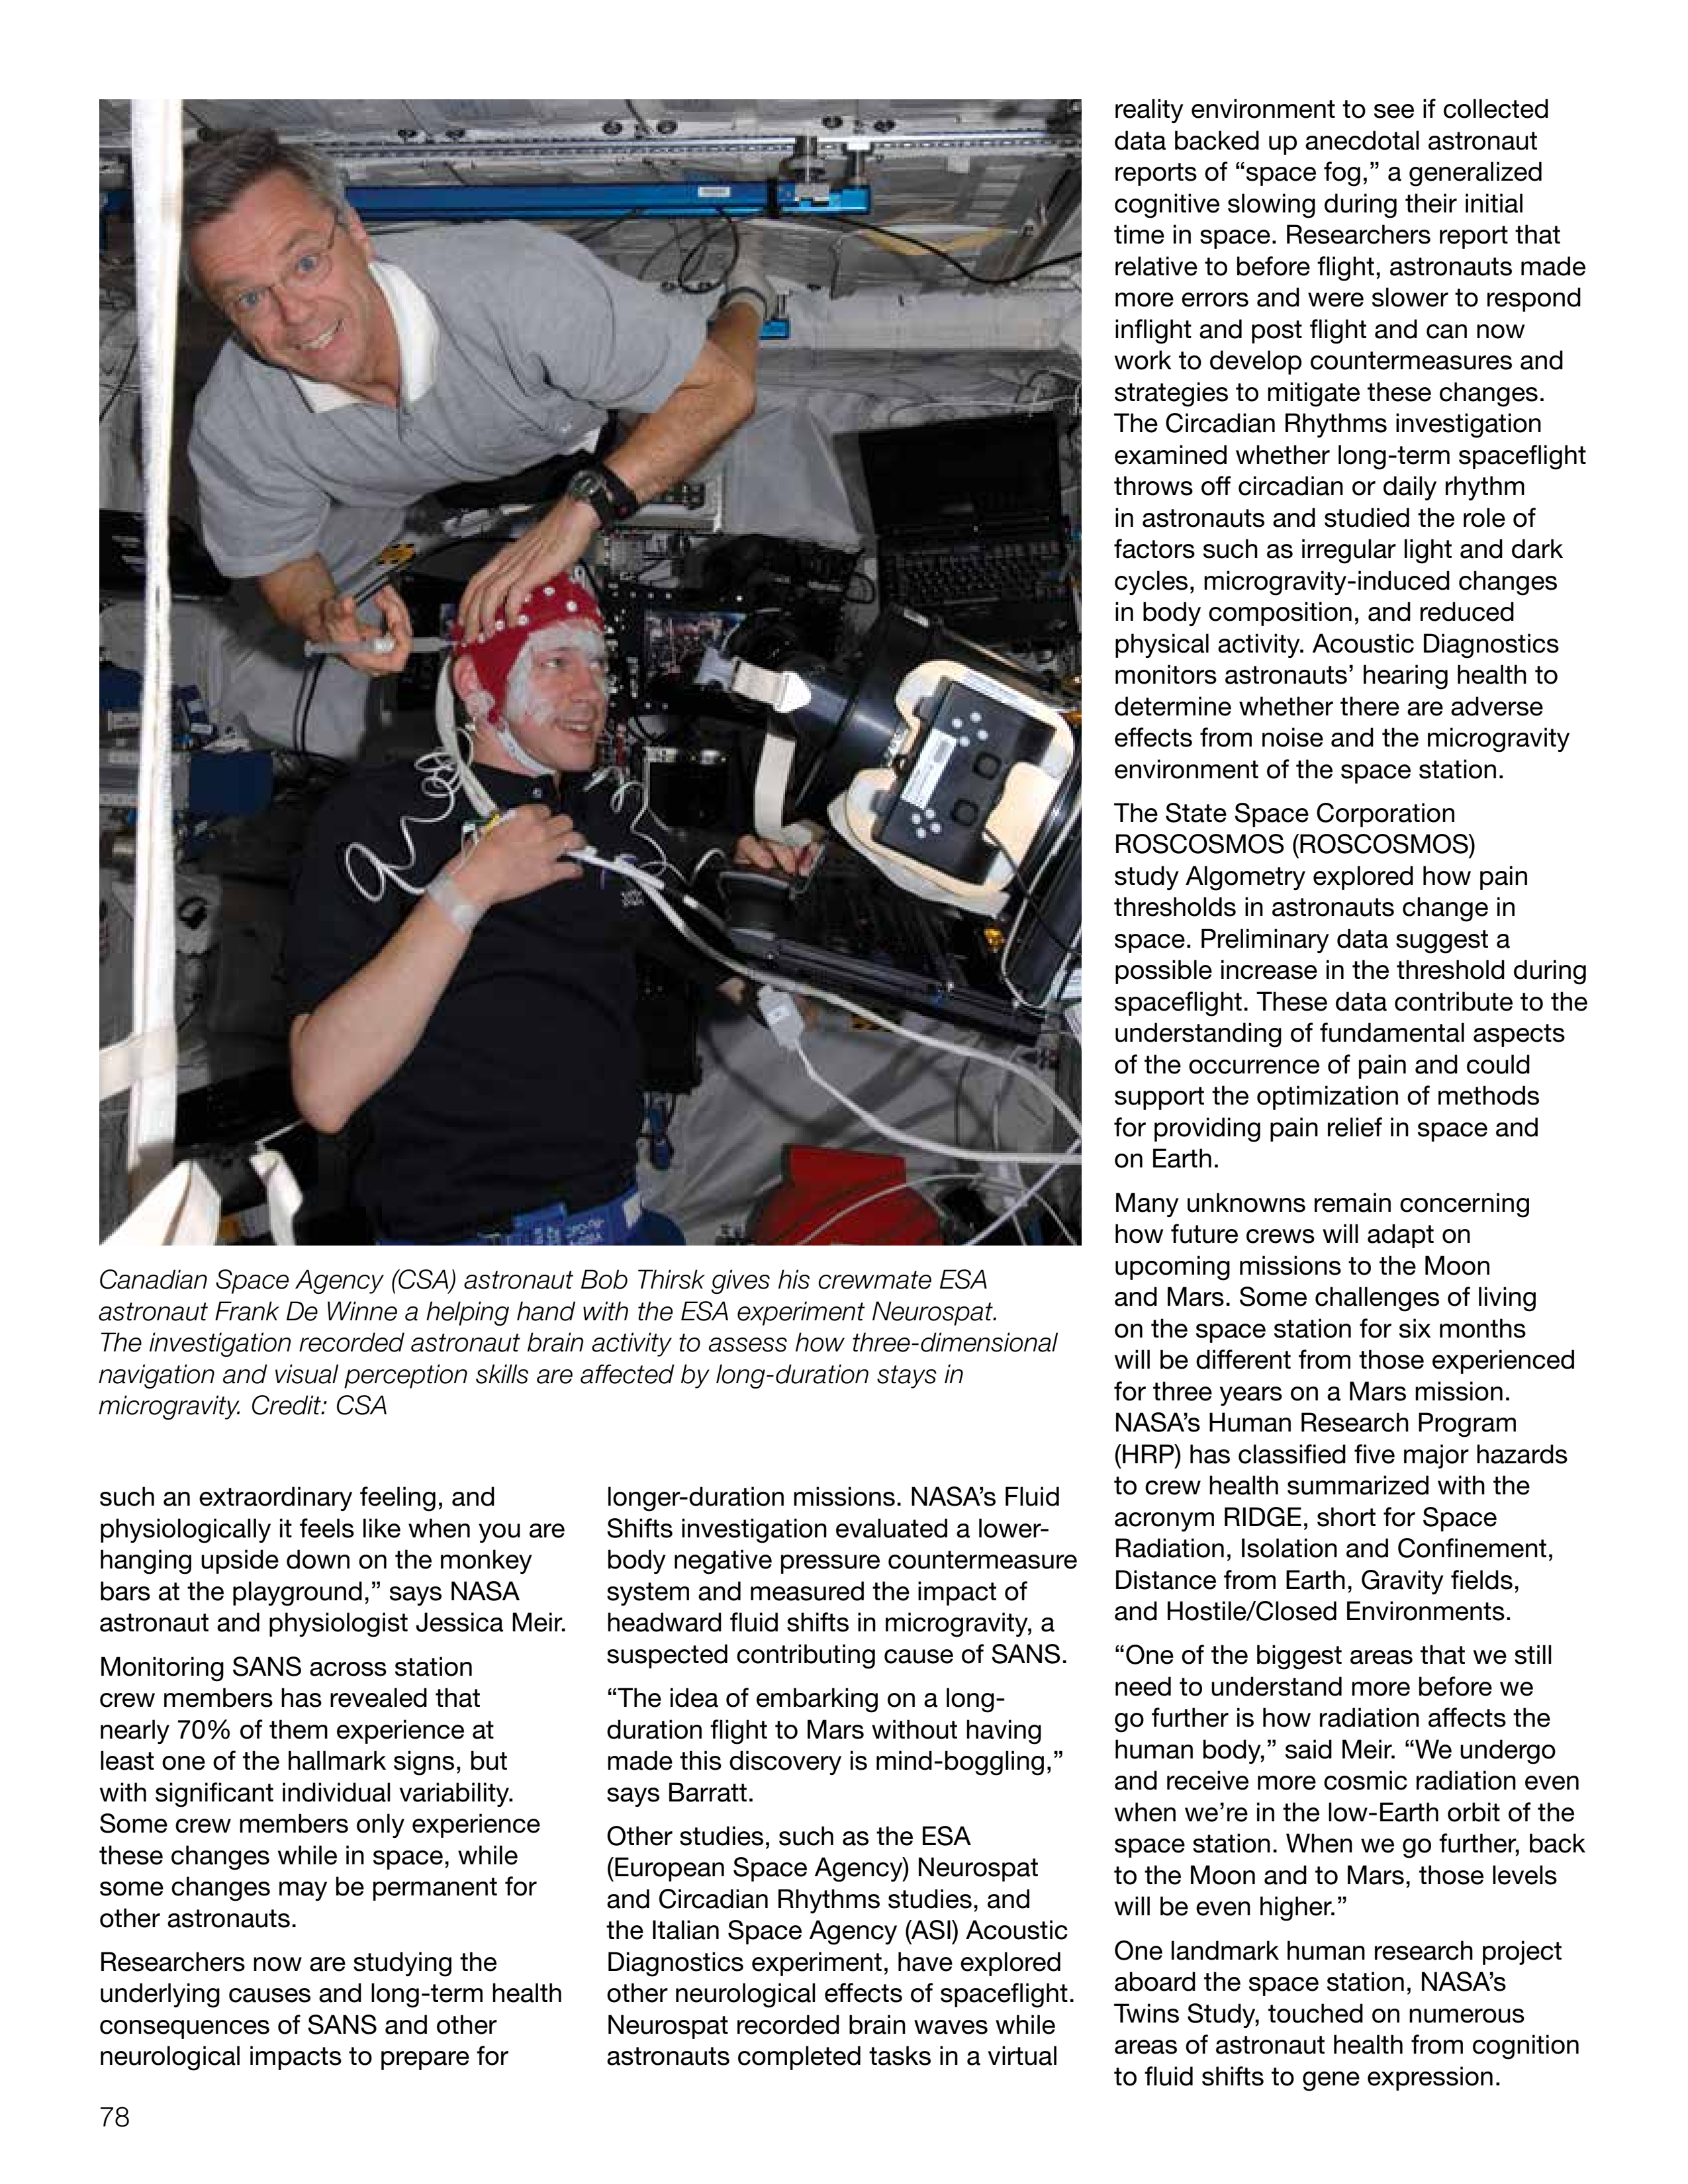 Canadian Space Agency (CSA) astronaut Bob Thirsk gives his crewmate ESA
astronaut Frank De Winne a helping hand with the ESA experiment Neurospat.
The investigation recorded astronaut brain activity to assess how three-dimensional
navigation and visual perception skills are affected by long-duration stays in
microgravity. Credit: CSA
such an extraordinary feeling, and
physiologically it feels like when you are
hanging upside down on the monkey
bars at the playground,” says NASA
astronaut and physiologist Jessica Meir.
Monitoring SANS across station
crew members has revealed that
nearly 70% of them experience at
least one of the hallmark signs, but
with significant individual variability.
Some crew members only experience
these changes while in space, while
some changes may be permanent for
other astronauts.
Researchers now are studying the
underlying causes and long-term health
consequences of SANS and other
neurological impacts to prepare for
longer-duration missions. NASA’s Fluid
Shifts investigation evaluated a lower-
body negative pressure countermeasure
system and measured the impact of
headward fluid shifts in microgravity, a
suspected contributing cause of SANS.
“The idea of embarking on a long-
duration flight to Mars without having
made this discovery is mind-boggling,”
says Barratt.
Other studies, such as the ESA
(European Space Agency) Neurospat
and Circadian Rhythms studies, and
the Italian Space Agency (ASI) Acoustic
Diagnostics experiment, have explored
other neurological effects of spaceflight.
Neurospat recorded brain waves while
astronauts completed tasks in a virtual
reality environment to see if collected
data backed up anecdotal astronaut
reports of “space fog,” a generalized
cognitive slowing during their initial
time in space. Researchers report that
relative to before flight, astronauts made
more errors and were slower to respond
inflight and post flight and can now
work to develop countermeasures and
strategies to mitigate these changes.
The Circadian Rhythms investigation
examined whether long-term spaceflight
throws off circadian or daily rhythm
in astronauts and studied the role of
factors such as irregular light and dark
cycles, microgravity-induced changes
in body composition, and reduced
physical activity. Acoustic Diagnostics
monitors astronauts’ hearing health to
determine whether there are adverse
effects from noise and the microgravity
environment of the space station.
The State Space Corporation
ROSCOSMOS (ROSCOSMOS)
study Algometry explored how pain
thresholds in astronauts change in
space. Preliminary data suggest a
possible increase in the threshold during
spaceflight. These data contribute to the
understanding of fundamental aspects
of the occurrence of pain and could
support the optimization of methods
for providing pain relief in space and
on Earth.
Many unknowns remain concerning
how future crews will adapt on
upcoming missions to the Moon
and Mars. Some challenges of living
on the space station for six months
will be different from those experienced
for three years on a Mars mission.
NASA’s Human Research Program
(HRP) has classified five major hazards
to crew health summarized with the
acronym RIDGE, short for Space
Radiation, Isolation and Confinement,
Distance from Earth, Gravity fields,
and Hostile/Closed Environments.
“One of the biggest areas that we still
need to understand more before we
go further is how radiation affects the
human body,” said Meir. “We undergo
and receive more cosmic radiation even
when we’re in the low-Earth orbit of the
space station. When we go further, back
to the Moon and to Mars, those levels
will be even higher.”
One landmark human research project
aboard the space station, NASA’s
Twins Study, touched on numerous
areas of astronaut health from cognition
to fluid shifts to gene expression.
78